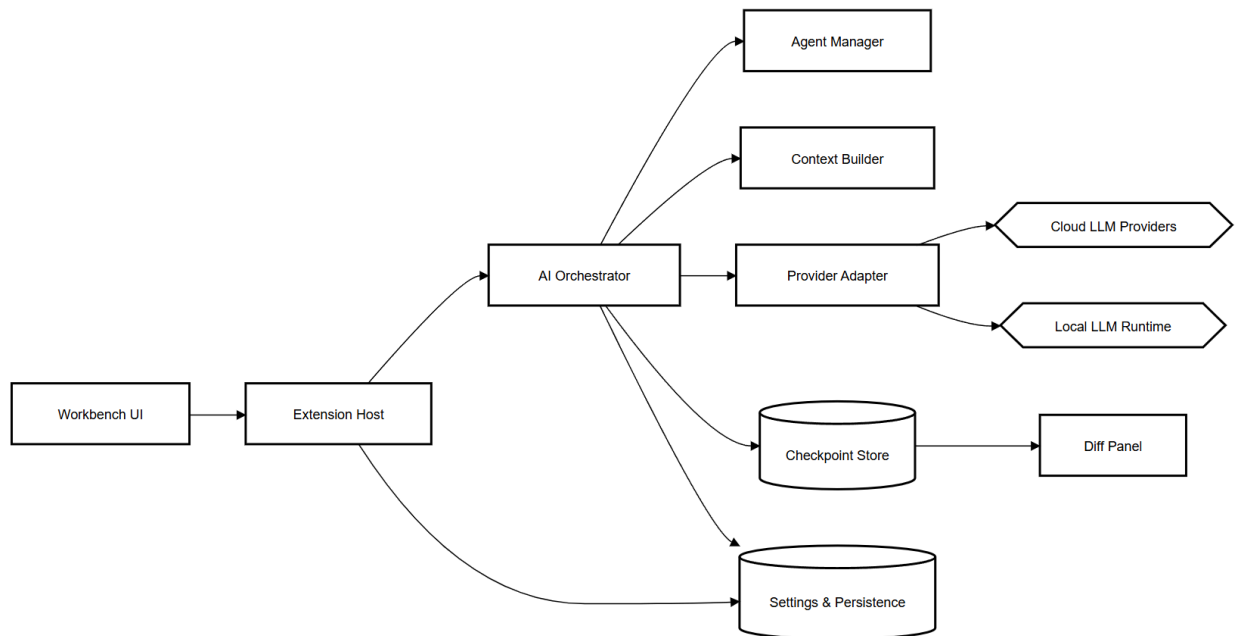 Agent Manager
Context Builder
Cloud LLM Providers
AI Orchestrator
Provider Adapter
Local LLM Runtime
Workbench UI
Extension Host
Checkpoint Store
Diff Panel
Settings & Persistence